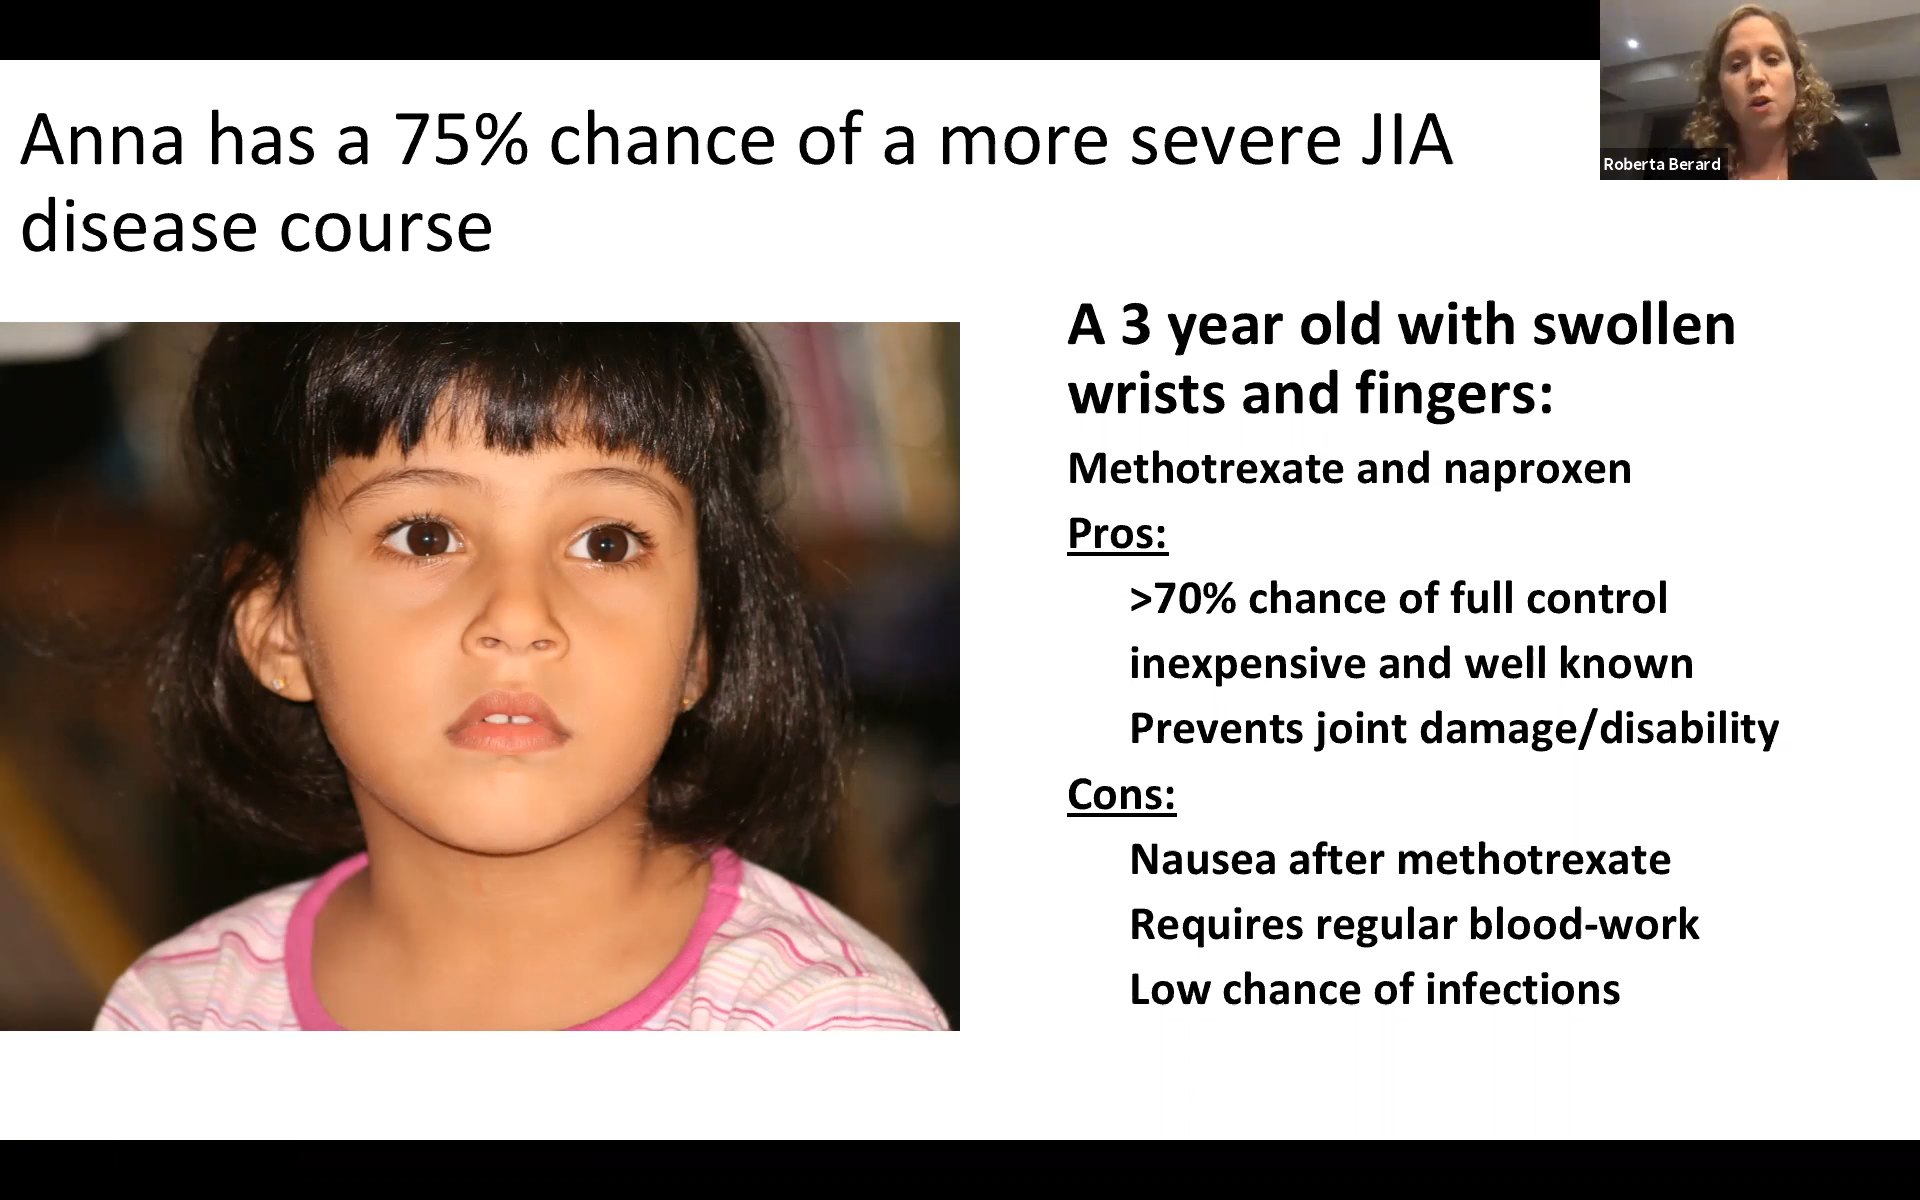 Anna has a 75% chance of a more severe JIA
disease course
Roberta Berard
A 3 year old with swollen
wrists and fingers:
Methotrexate and naproxen
Pros:
>70% chance of full control
inexpensive and well known
Prevents joint damage/disability
Cons:
Nausea after methotrexate
Requires regular blood-work
Low chance of infections